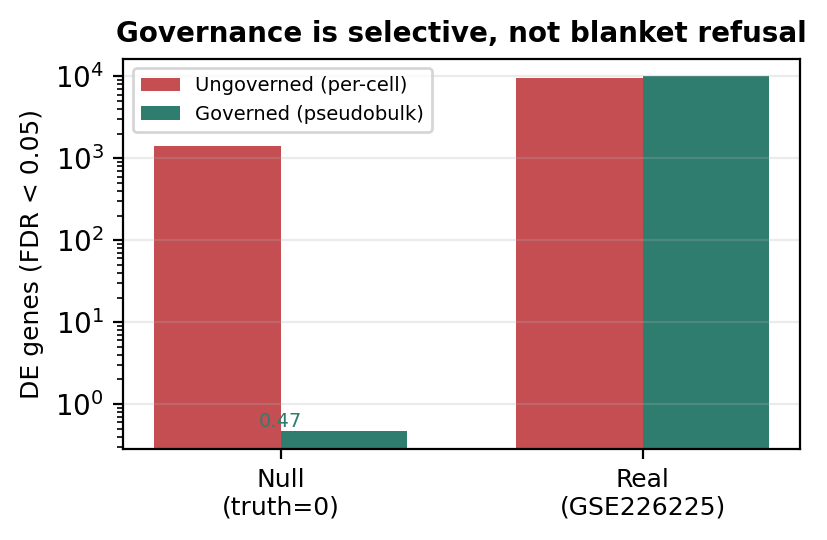 Governance is selective, not blanket refusal
DE genes (FDR < 0.05)
10⁴
10³
10²
10¹
10⁰
Ungoverned (per-cell)
Governed (pseudobulk)
0.47
Null
(truth=0)
Real
(GSE226225)